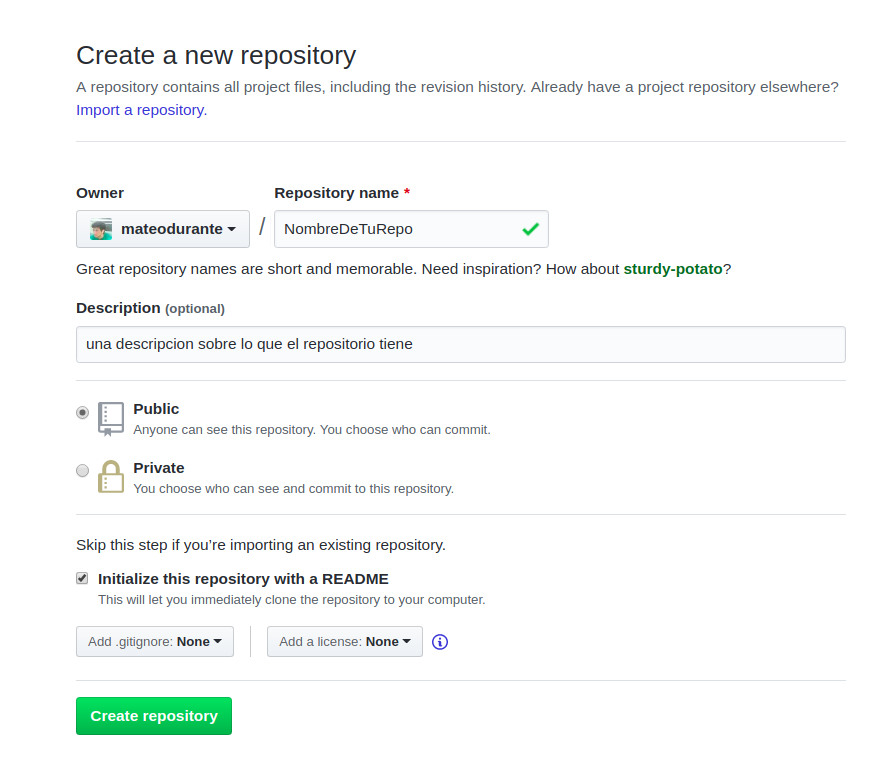 Create a new repository
A repository contains all project files, including the revision history. Already have a project repository elsewhere?
Import a repository.
Owner
Repository name *
mateodurante
/
NombreDeTuRepo
Great repository names are short and memorable. Need inspiration? How about sturdy-potato?
Description (optional)
una descripcion sobre lo que el repositorio tiene
Public
Anyone can see this repository. You choose who can commit.
Private
You choose who can see and commit to this repository.
Skip this step if you’re importing an existing repository.
Initialize this repository with a README
This will let you immediately clone the repository to your computer.
Add .gitignore: None
Add a license: None
Create repository